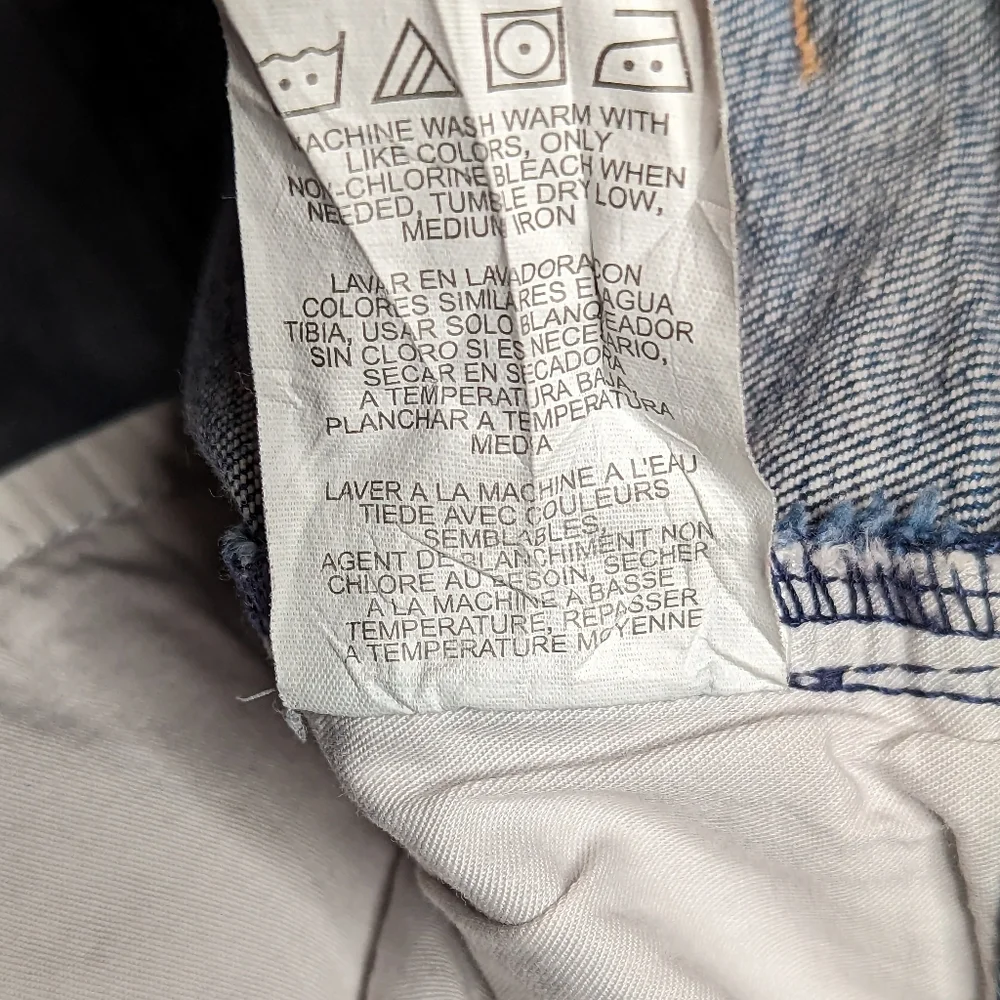 MACHINE WASH WARM WITH
LIKE COLORS, ONLY
NON-CHLORINE BLEACH WHEN
NEEDED, TUMBLE DRY LOW,
MEDIUM IRON
LAVAR EN LAVADORA CON
COLORES SIMILARES EN AGUA
TIBIA, USAR SOLO BLANQUEADOR
SIN CLORO SI ES NECESARIO,
SECAR EN SECADORA
A TEMPERATURA BAJA,
PLANCHAR A TEMPERATURA
MEDIA
LAVER A LA MACHINE A L'EAU
TIEDE AVEC COULEURS
SEMBLABLES,
AGENT DE BLANCHIMENT NON
CHLORE AU BESOIN, SECHER
A LA MACHINE A BASSE
TEMPERATURE, REPASSER
A TEMPERATURE MOYENNE